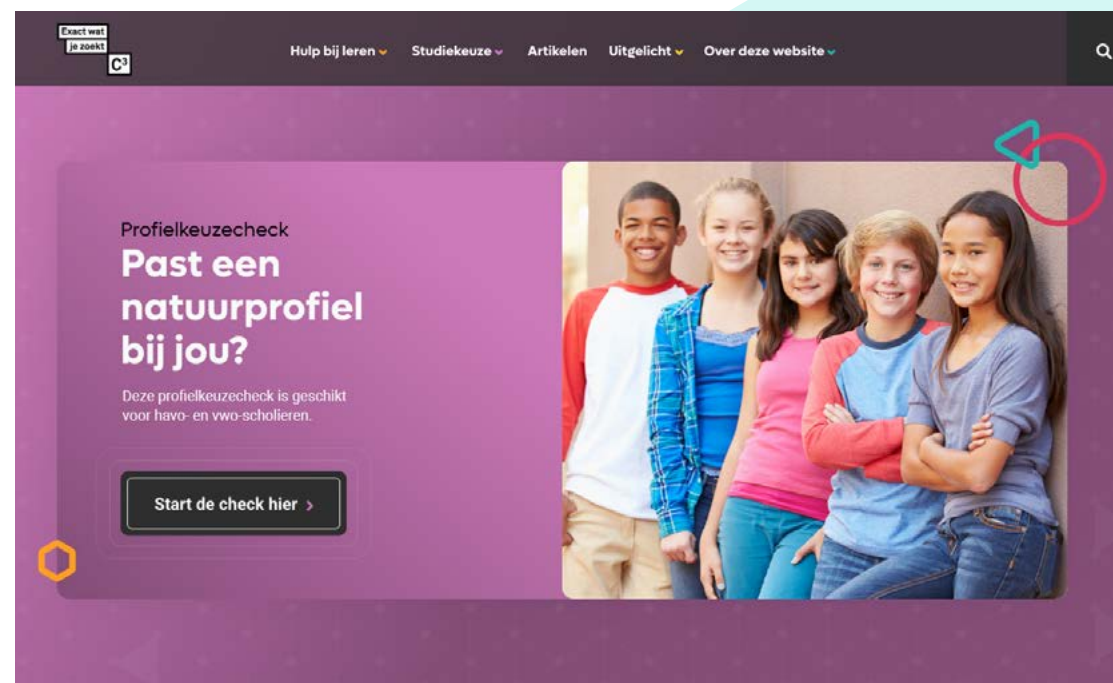 Exact wat
je zoekt
C³
Hulp bij leren
Studiekeuze
Artikelen
Uitgelicht
Over deze website
Profielkeuzecheck
Past een
natuurprofiel
bij jou?
Deze profielkeuzecheck is geschikt
voor havo- en vwo-scholieren.
Start de check hier